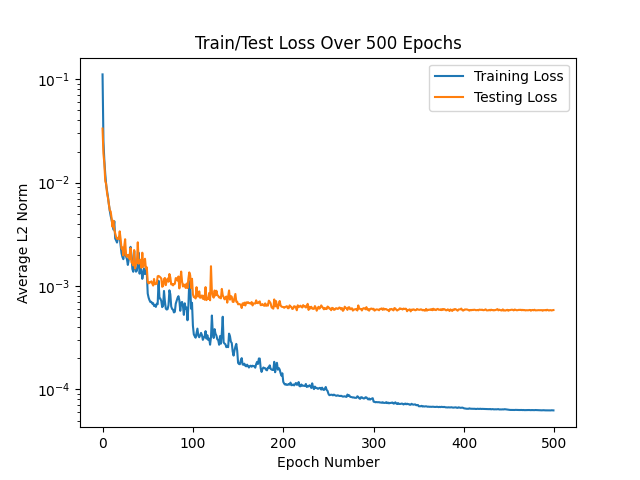 Train/Test Loss Over 500 Epochs
Training Loss
Testing Loss
10⁻¹
10⁻²
10⁻³
10⁻⁴
Average L2 Norm
0 100 200 300 400 500
Epoch Number